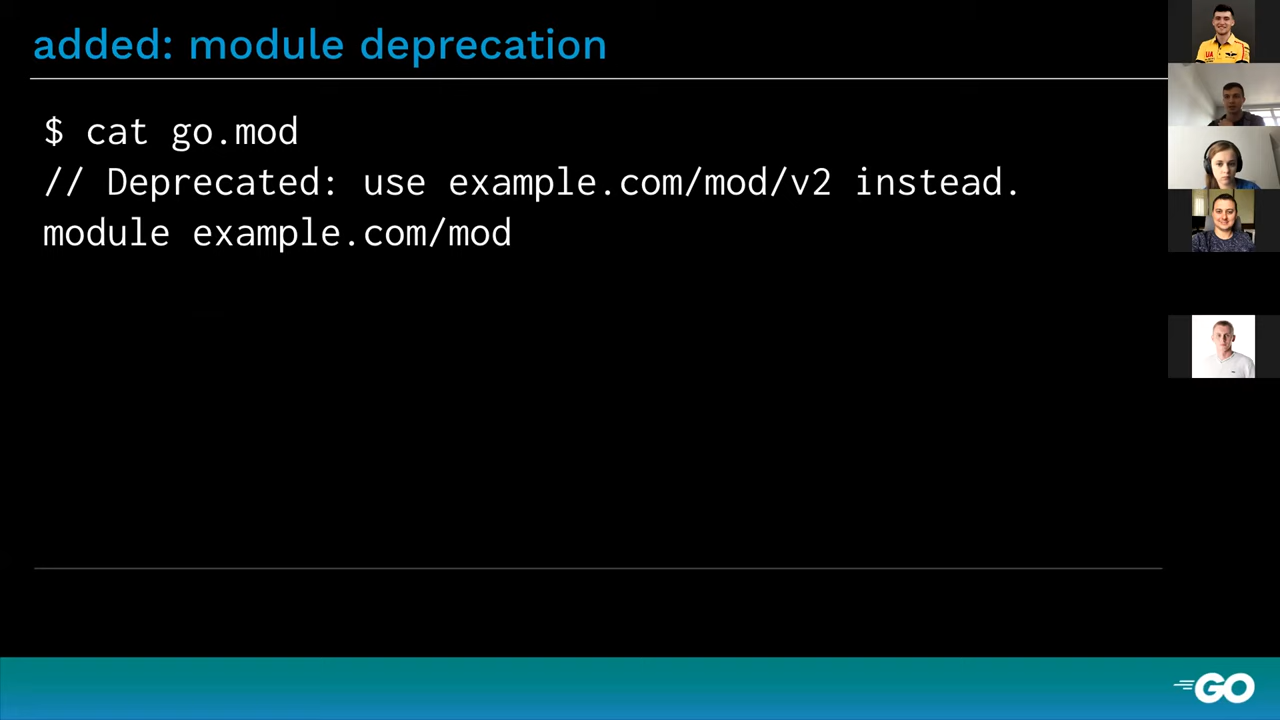 added: module deprecation
$ cat go.mod
// Deprecated: use example.com/mod/v2 instead.
module example.com/mod
GO